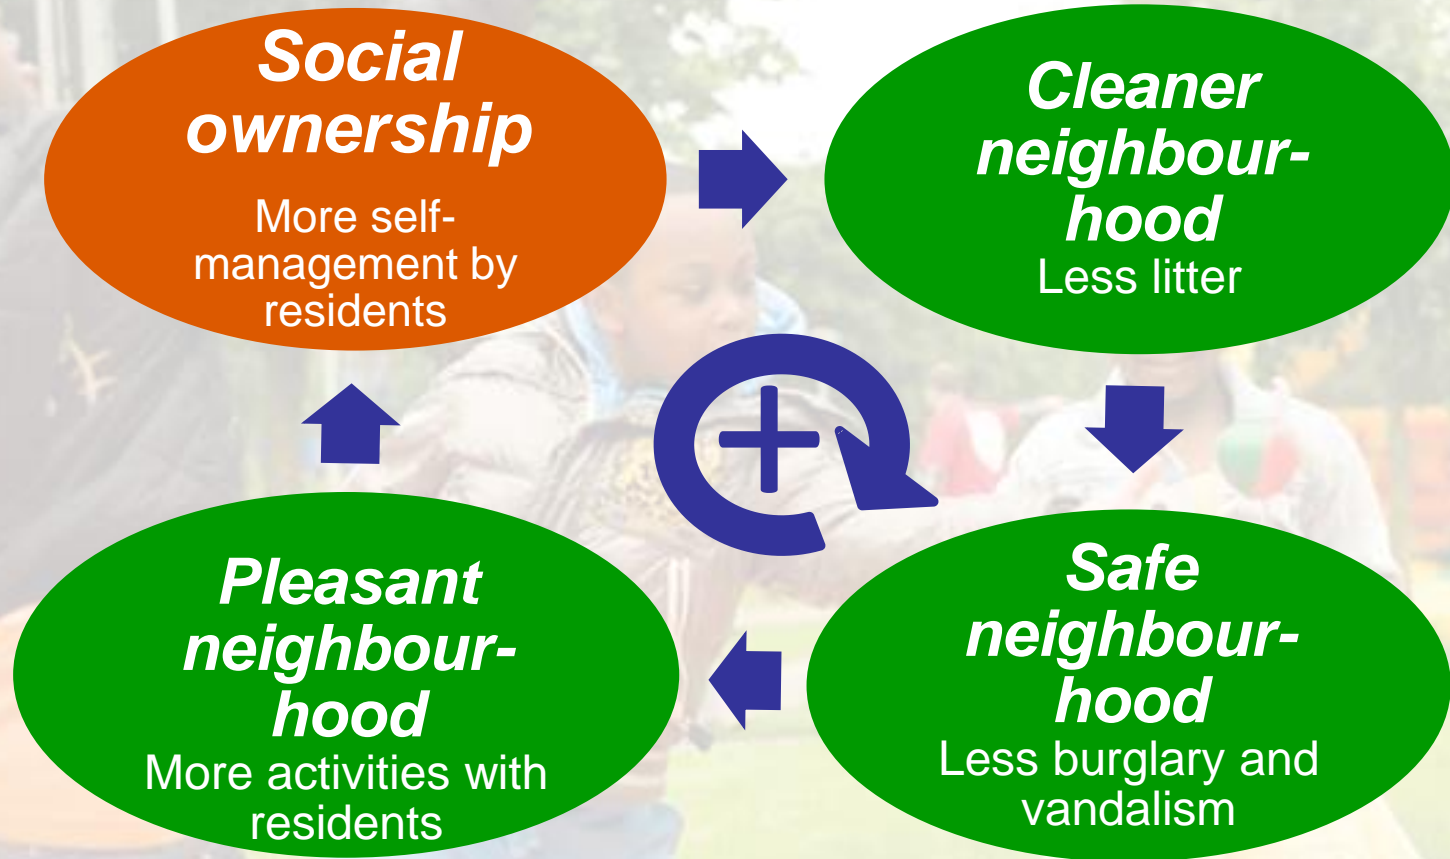 Social
ownership
More self-
management by
residents
Cleaner
neighbour-
hood
Less litter
Pleasant
neighbour-
hood
More activities with
residents
Safe
neighbour-
hood
Less burglary and
vandalism